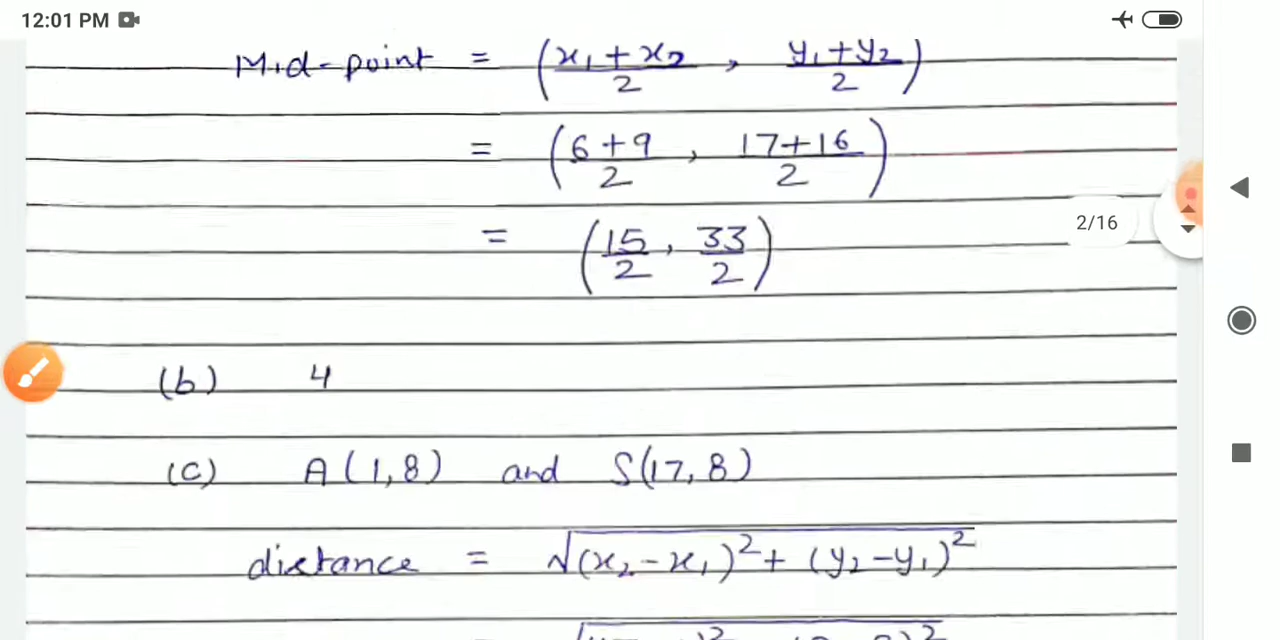 12:01 PM
Mid-point = (x₁+x₂/2, y₁+y₂/2)
= (6+9/2, 17+16/2)
2/16
= (15/2, 33/2)
(b) 4
(c) A(1,8) and S(17,8)
distance = √(x₂-x₁)²+(y₂-y₁)²